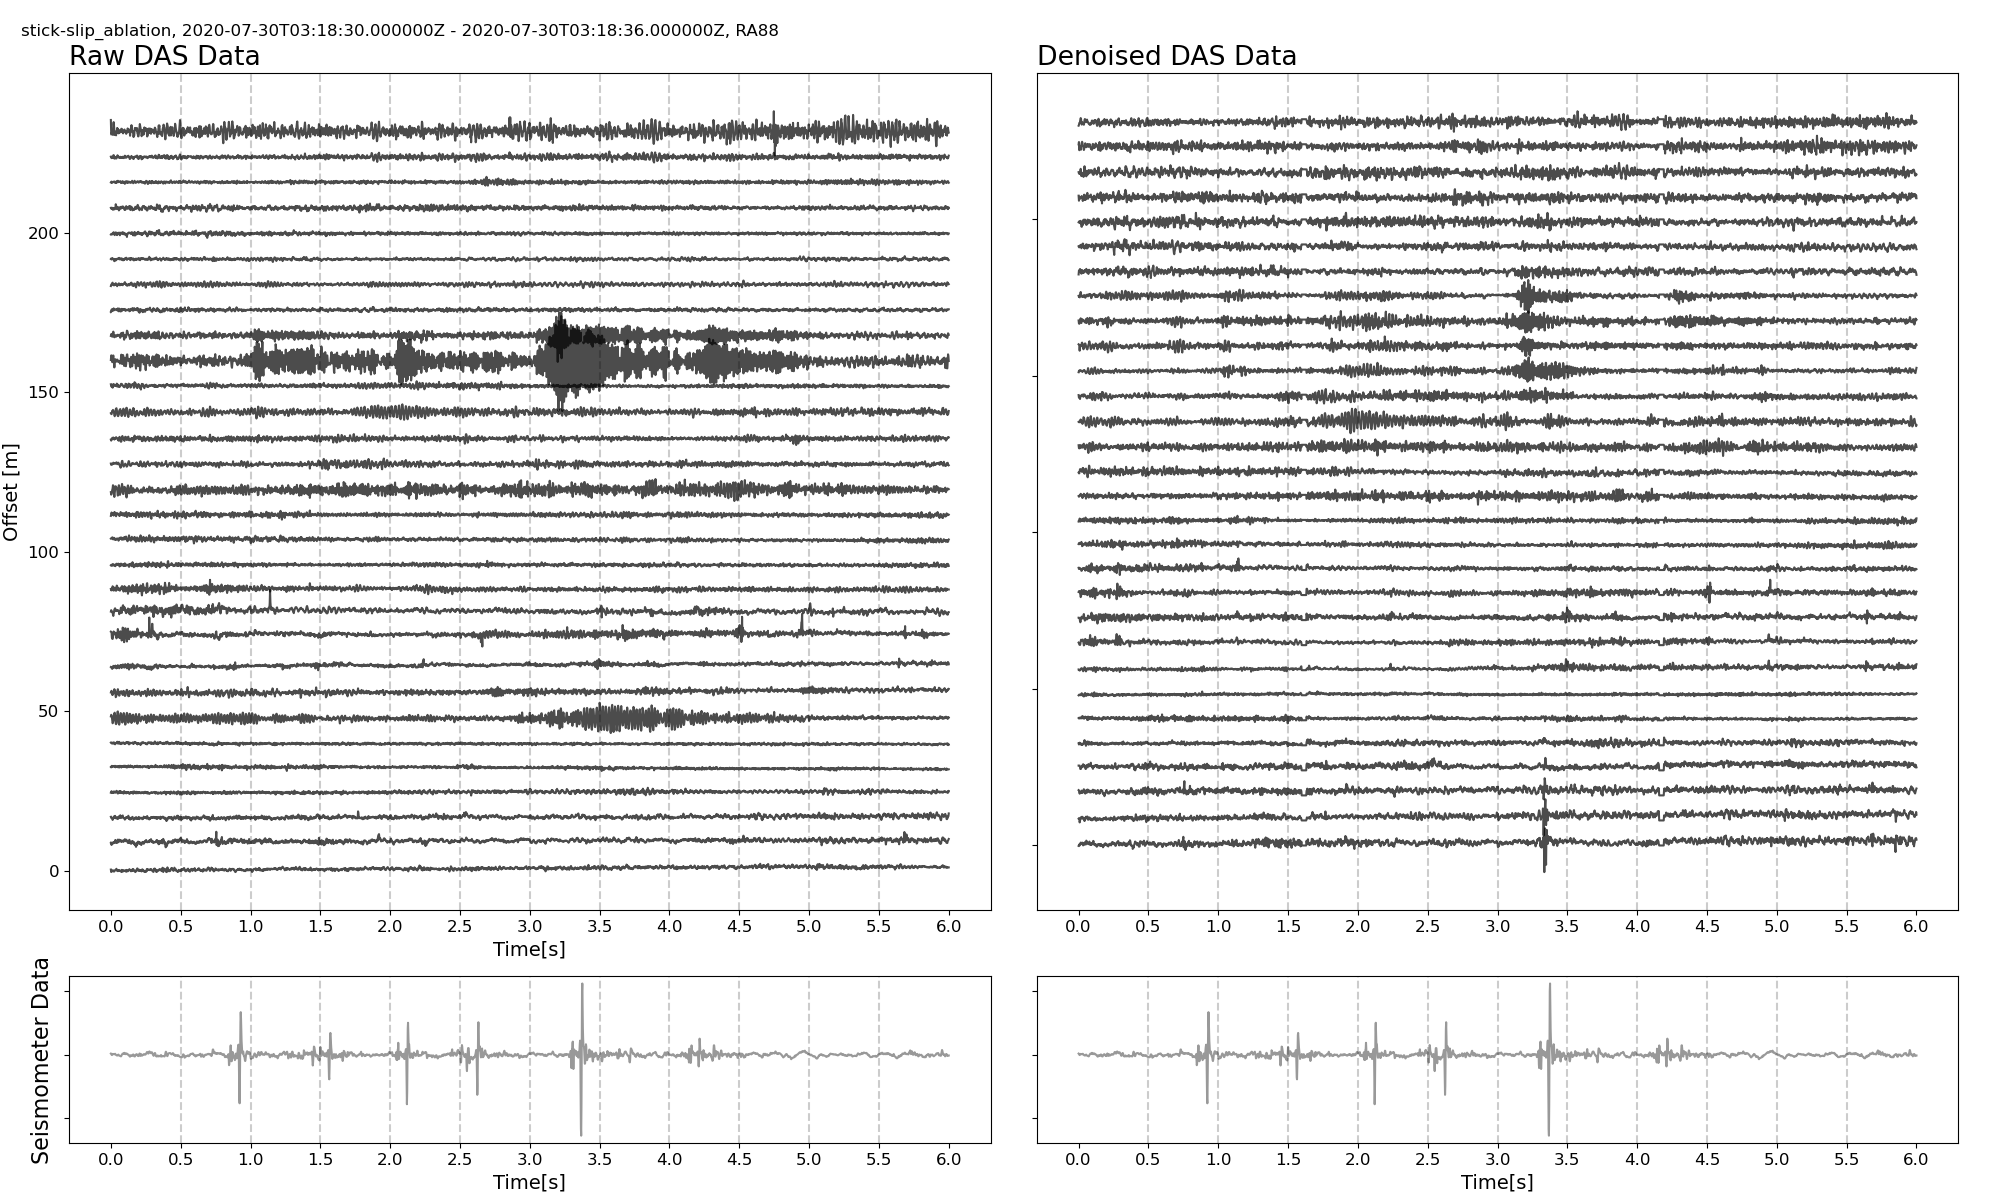 stick-slip_ablation, 2020-07-30T03:18:30.000000Z - 2020-07-30T03:18:36.000000Z, RA88
Raw DAS Data
Denoised DAS Data
Offset [m]
200
150
100
50
0
0.0 0.5 1.0 1.5 2.0 2.5 3.0 3.5 4.0 4.5 5.0 5.5 6.0
Time[s]
0.0 0.5 1.0 1.5 2.0 2.5 3.0 3.5 4.0 4.5 5.0 5.5 6.0
Seismometer Data
0.0 0.5 1.0 1.5 2.0 2.5 3.0 3.5 4.0 4.5 5.0 5.5 6.0
Time[s]
0.0 0.5 1.0 1.5 2.0 2.5 3.0 3.5 4.0 4.5 5.0 5.5 6.0
Time[s]